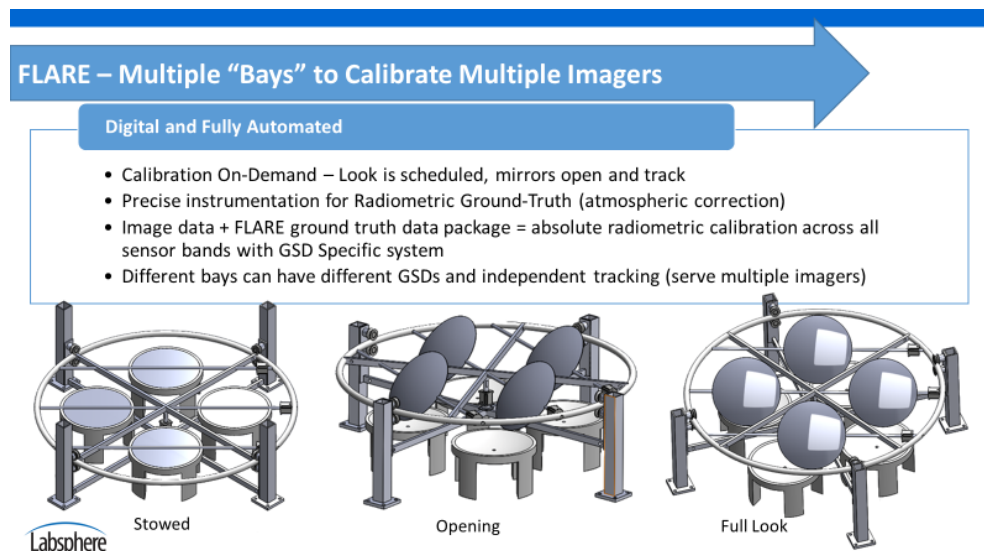 FLARE – Multiple “Bays” to Calibrate Multiple Imagers
Digital and Fully Automated
• Calibration On-Demand – Look is scheduled, mirrors open and track
• Precise instrumentation for Radiometric Ground-Truth (atmospheric correction)
• Image data + FLARE ground truth data package = absolute radiometric calibration across all
sensor bands with GSD Specific system
• Different bays can have different GSDs and independent tracking (serve multiple imagers)
Stowed
Opening
Full Look
Labsphere